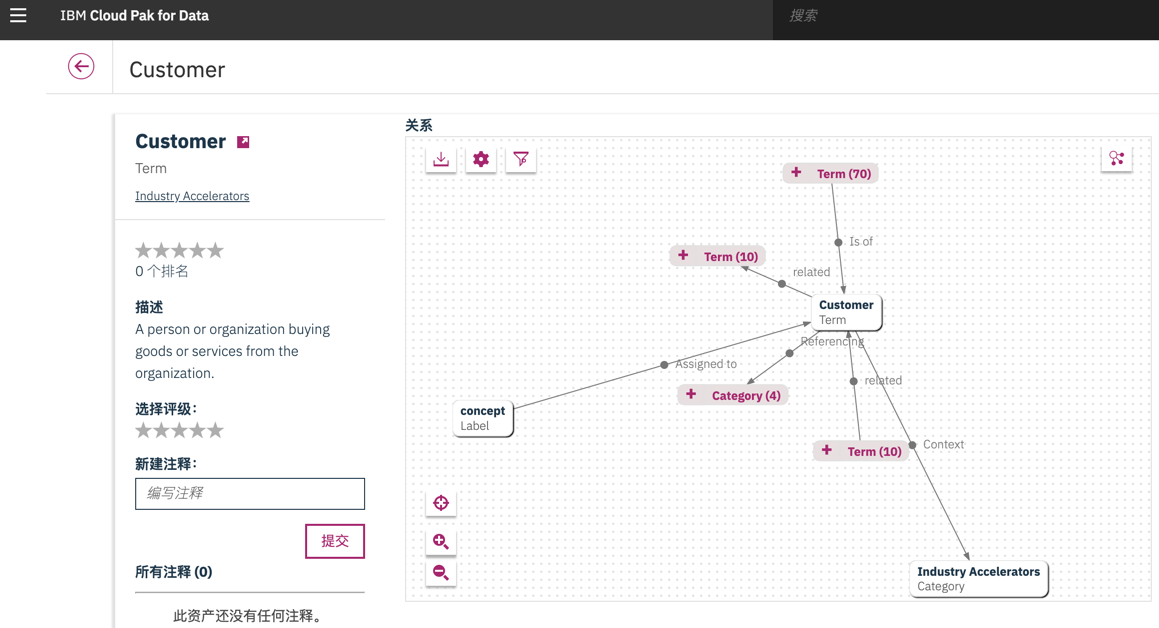 IBM Cloud Pak for Data
搜索
Customer
Customer
Term
Industry Accelerators
0 个排名
描述
A person or organization buying
goods or services from the
organization.
选择评级：
新建注释：
编写注释
提交
所有注释 (0)
此资产还没有任何注释。
关系
Term (70)
Is of
Term (10)
related
Customer
Term
Referencing
Assigned to
related
Category (4)
concept
Label
Term (10)
Context
Industry Accelerators
Category